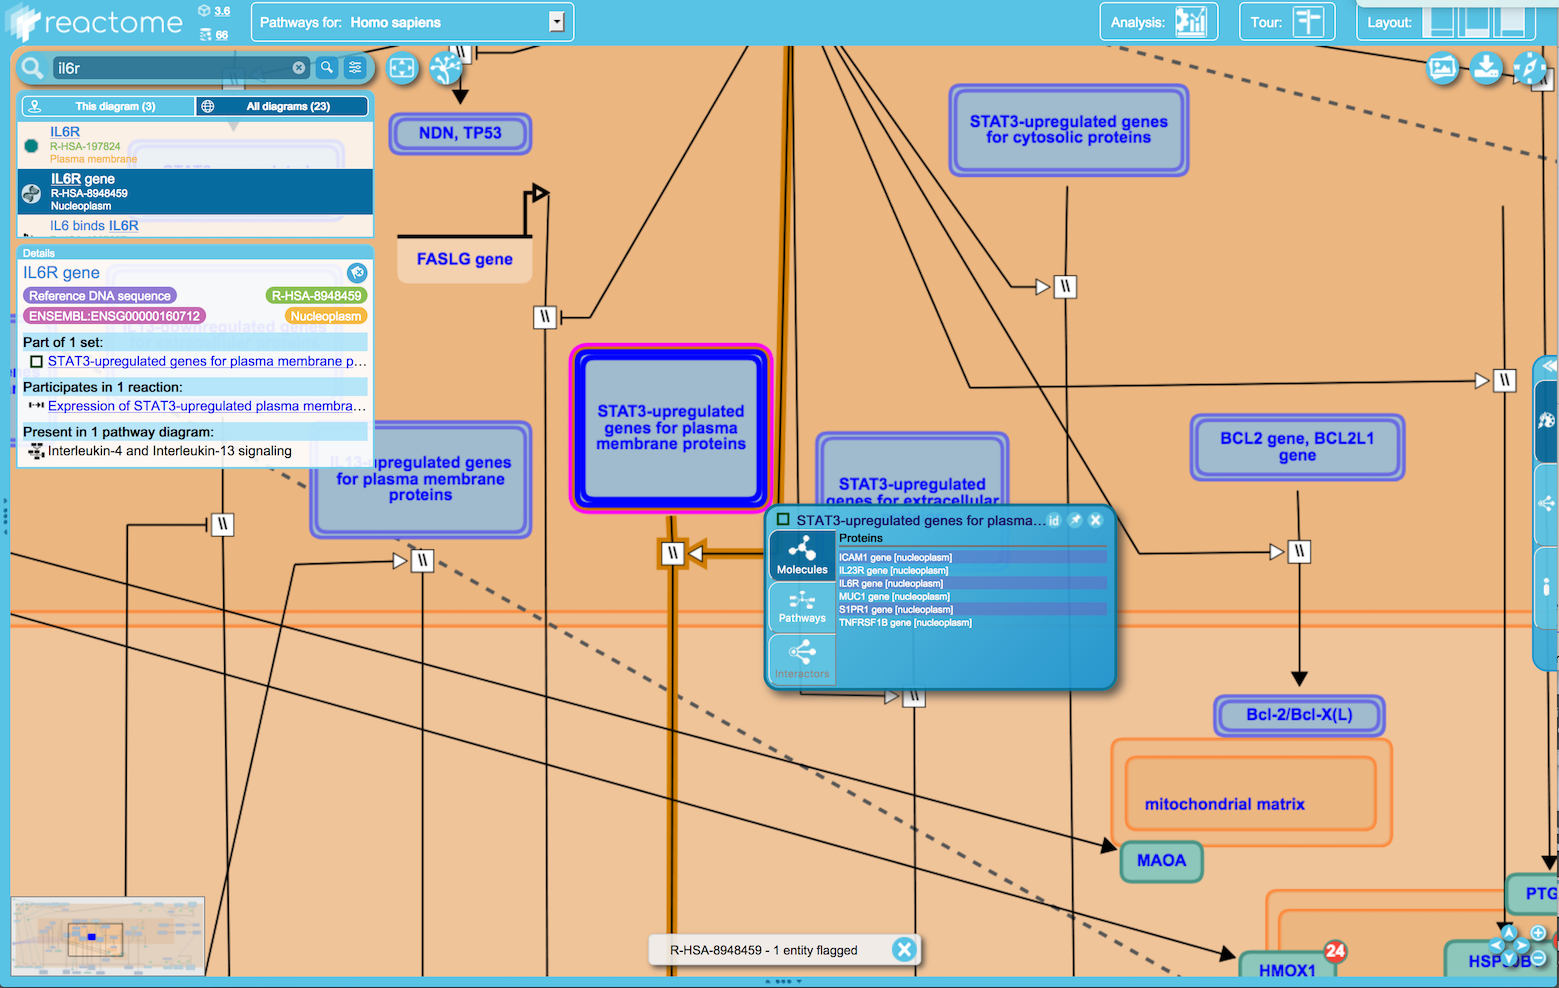 reactome
3.6
66
Pathways for: Homo sapiens
Analysis:
Tour:
Layout:
il6r
This diagram (3)
All diagrams (23)
IL6R
R-HSA-197824
Plasma membrane
IL6R gene
R-HSA-8948459
Nucleoplasm
IL6 binds IL6R
Details
IL6R gene
Reference DNA sequence
R-HSA-8948459
ENSEMBL:ENSG00000160712
Nucleoplasm
Part of 1 set:
STAT3-upregulated genes for plasma membrane p...
Participates in 1 reaction:
Expression of STAT3-upregulated plasma membra...
Present in 1 pathway diagram:
Interleukin-4 and Interleukin-13 signaling
NDN, TP53
FASLG gene
STAT3-upregulated genes
for cytosolic proteins
STAT3-upregulated
genes for plasma
membrane proteins
IL13-upregulated genes
for plasma membrane
proteins
STAT3-upregulated
genes for extracellular
BCL2 gene, BCL2L1
gene
STAT3-upregulated genes for plasma...
id
Molecules
Pathways
Interactors
Proteins
ICAM1 gene [nucleoplasm]
IL23R gene [nucleoplasm]
IL6R gene [nucleoplasm]
MUC1 gene [nucleoplasm]
S1PR1 gene [nucleoplasm]
TNFRSF1B gene [nucleoplasm]
Bcl-2/Bcl-X(L)
mitochondrial matrix
MAOA
PTG
HMOX1
24
R-HSA-8948459 - 1 entity flagged